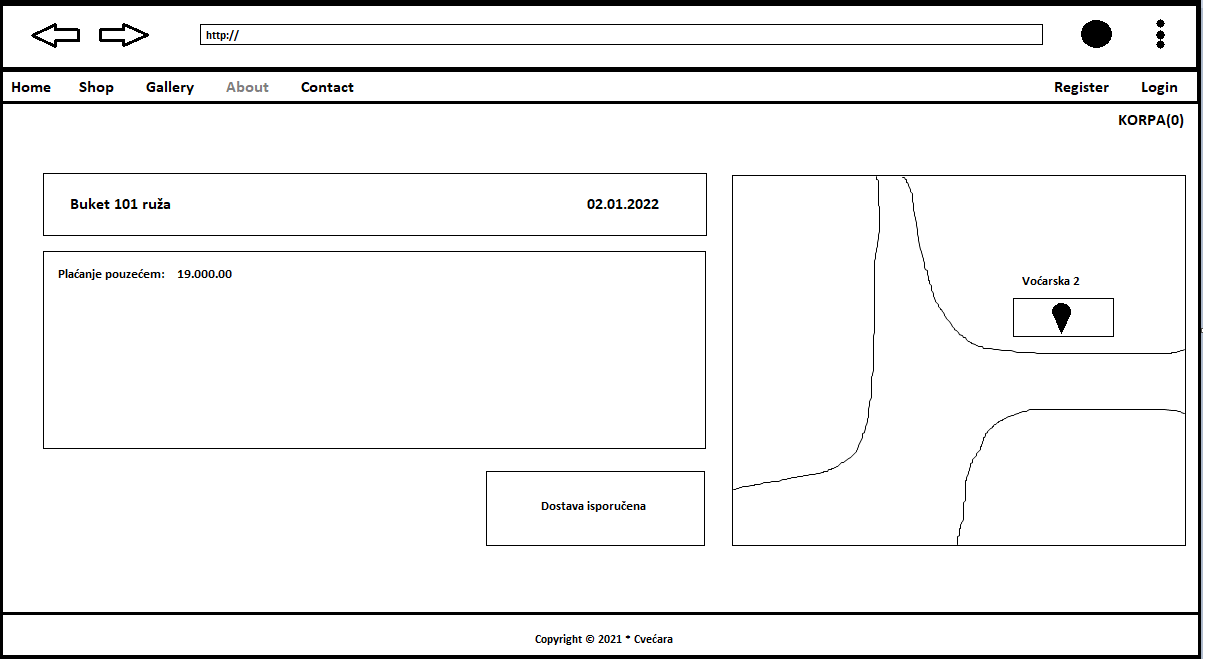 http://
Home Shop Gallery About Contact Register Login
KORPA(0)
Buket 101 ruža 02.01.2022
Plaćanje pouzećem: 19.000.00
Voćarska 2
Dostava isporučena
Copyright © 2021 * Cvećara